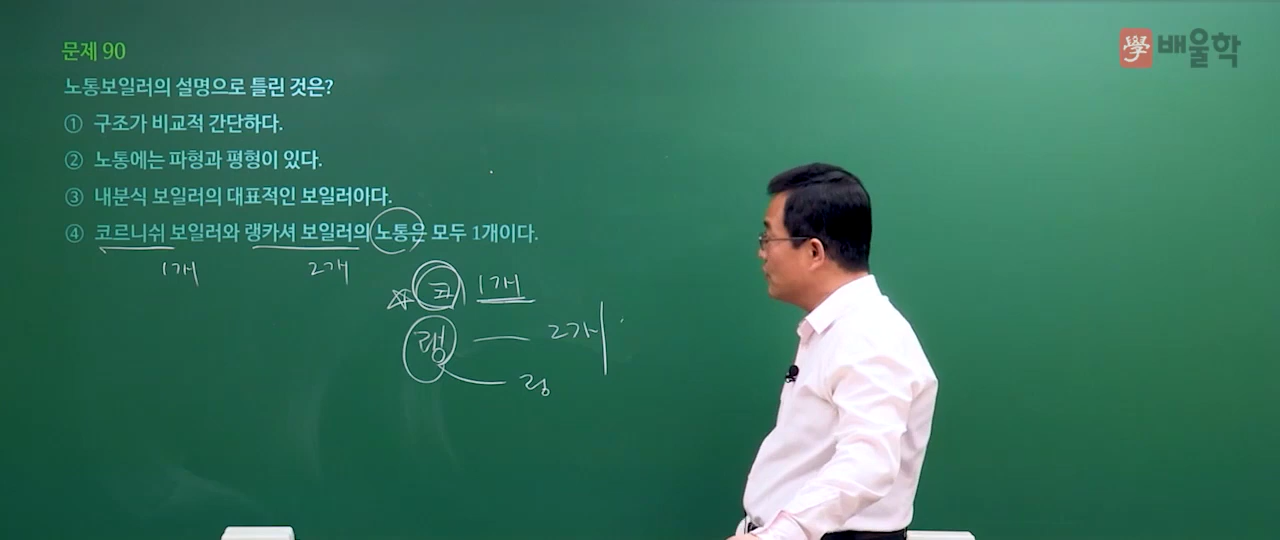 學 배울학
문제 90
노통보일러의 설명으로 틀린 것은?
① 구조가 비교적 간단하다.
② 노통에는 파형과 평형이 있다.
③ 내분식 보일러의 대표적인 보일러아다.
④ 코르니쉬 보일러와 랭카셔 보일러의 노통은 모두 1개이다.
1개 2개
코 1개
랭 2개